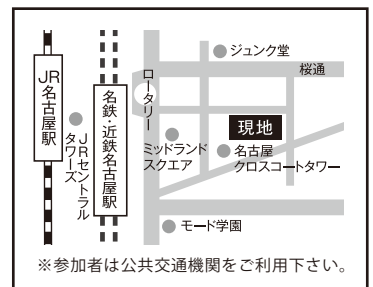 ジュンク堂
桜通
JR名古屋駅
JRセントラル
タワーズ
名鉄・近鉄名古屋駅
ロータリー
ミッドランド
スクエア
現地
名古屋
クロスコートタワー
モード学園
※参加者は公共交通機関をご利用下さい。